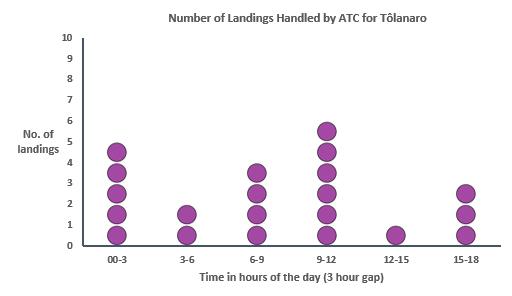 Number of Landings Handled by ATC for Tôlanaro
10
9
8
7
6
5
4
3
2
1
0
No. of
landings
00-3 3-6 6-9 9-12 12-15 15-18
Time in hours of the day (3 hour gap)